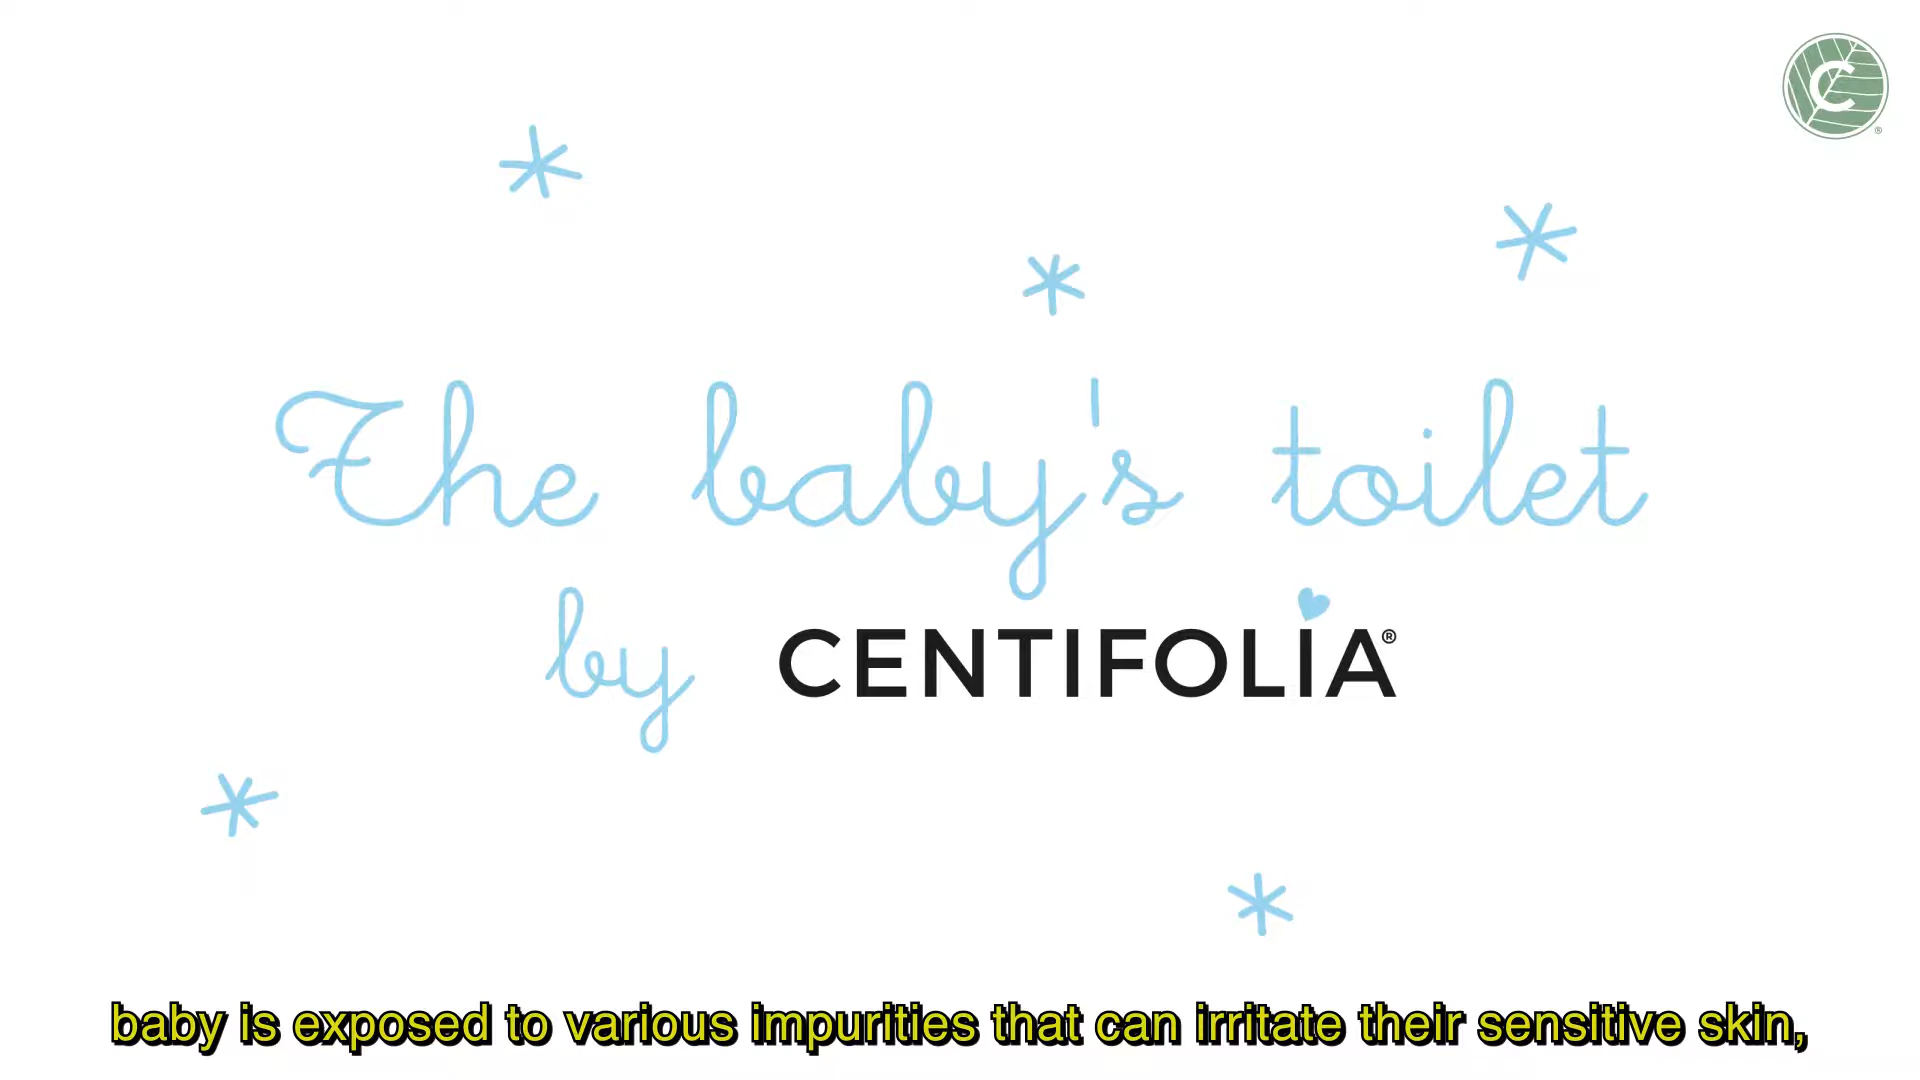 C
®
The baby's toilet
by CENTIFOLIA®
baby is exposed to various impurities that can irritate their sensitive skin,